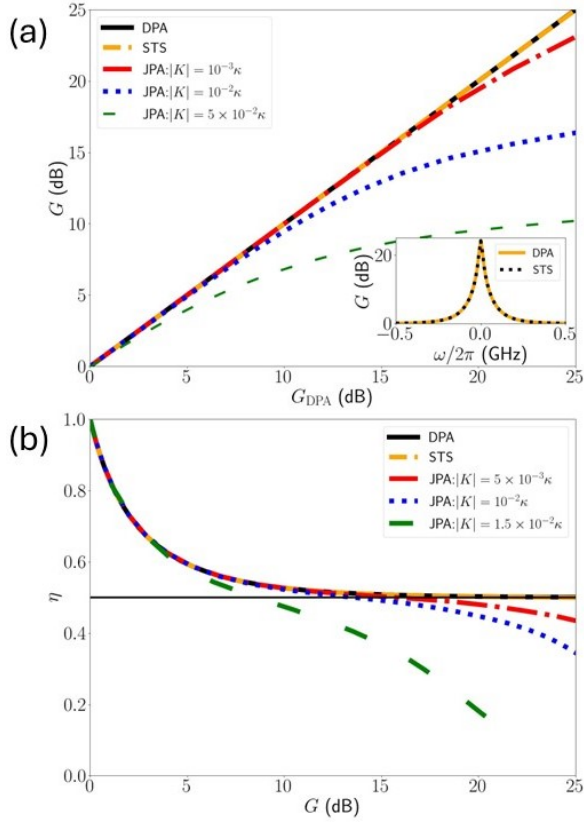 (a)
25
20
15
10
5
0
G (dB)
DPA
STS
JPA:|K| = 10⁻³κ
JPA:|K| = 10⁻²κ
JPA:|K| = 5 × 10⁻²κ
G (dB)
20
0
DPA
STS
−0.5 0.0 0.5
ω/2π (GHz)
0 5 10 15 20 25
G_DPA (dB)
(b)
1.0
0.8
0.6
0.4
0.2
0.0
η
DPA
STS
JPA:|K| = 5 × 10⁻³κ
JPA:|K| = 10⁻²κ
JPA:|K| = 1.5 × 10⁻²κ
0 5 10 15 20 25
G (dB)